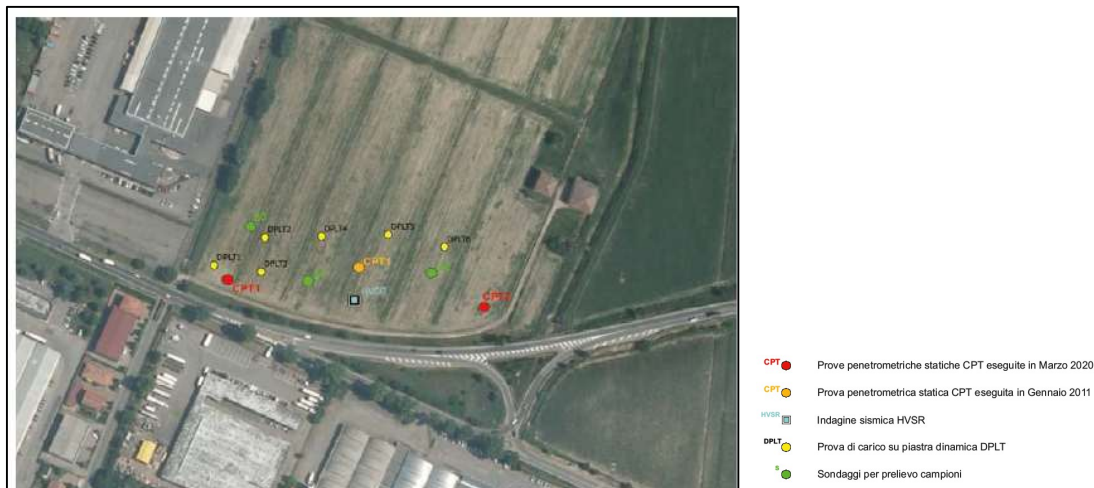 DPLT2
DPLT4
DPLT5
DPLT6
DPLT1
DPLT3
CPT1
CPT1
HVSR
CPT2
CPT Prove penetrometriche statiche CPT eseguite in Marzo 2020
CPT Prova penetrometrica statica CPT eseguita in Gennaio 2011
HVSR Indagine sismica HVSR
DPLT Prova di carico su piastra dinamica DPLT
S Sondaggi per prelievo campioni